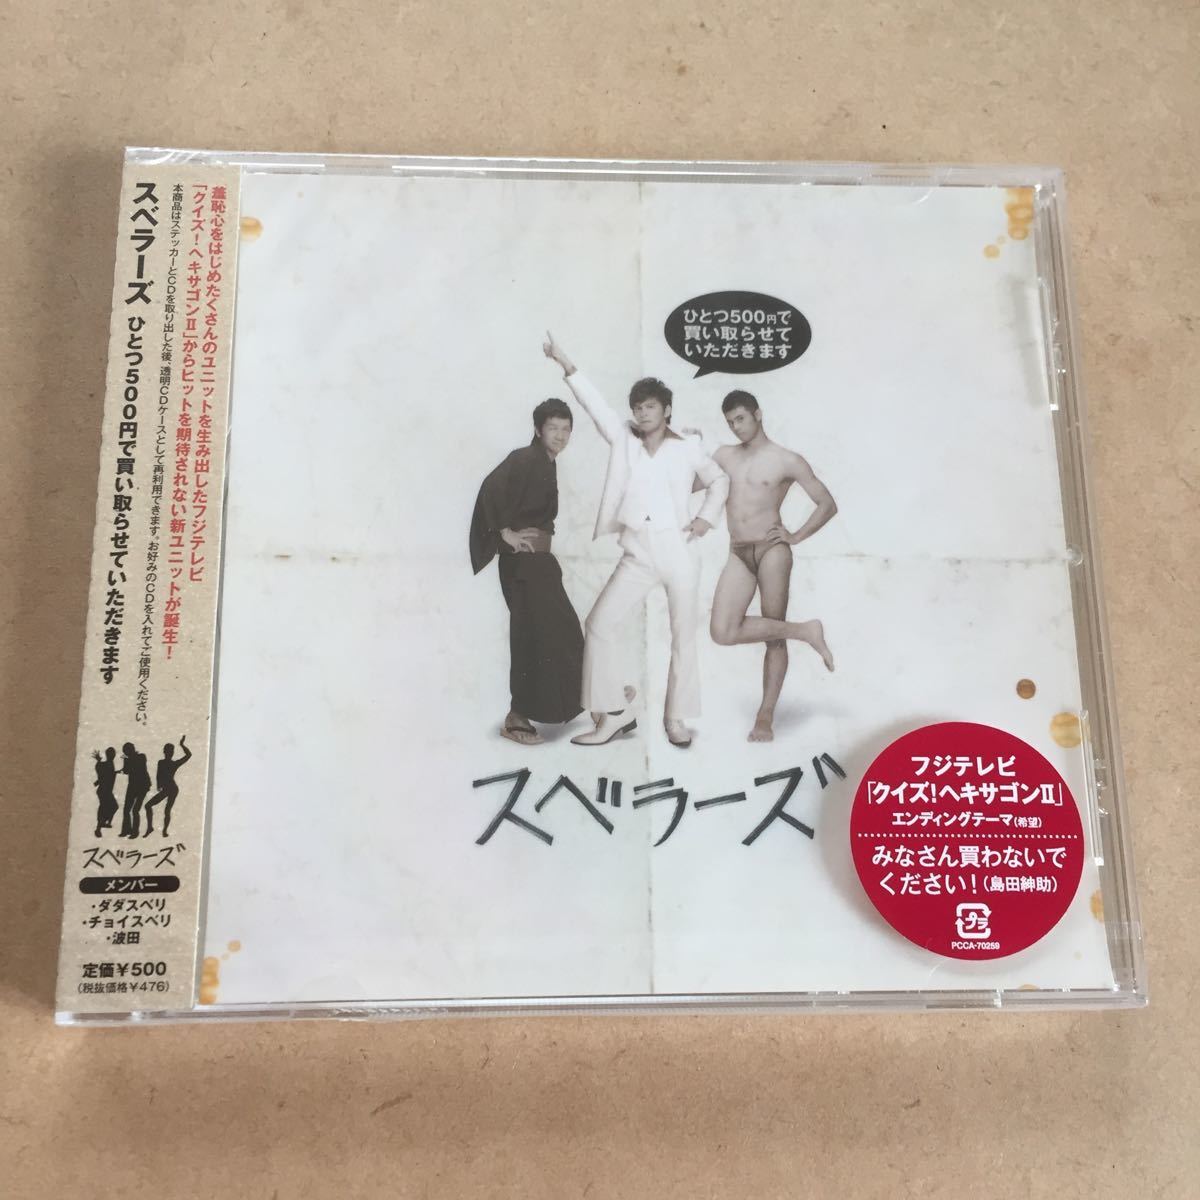 スベラーズ ひとつ500円で買い取らせていただきます
羞恥心をはじめたくさんのユニットを生み出したフジテレビ
「クイズ!ヘキサゴンⅡ」からヒットを期待されない新ユニットが誕生!
本商品はステッカーとCDを取り出した後、透明CDケースとして再利用できます。お好みのCDを入れてご使用ください。
スベラーズ
メンバー
・ダダスベリ
・チョイスベリ
・波田
定価¥500
(税抜価格¥476)
ひとつ500円で
買い取らせて
いただきます
スベラーズ
フジテレビ
「クイズ!ヘキサゴンⅡ」
エンディングテーマ(希望)
みなさん買わないで
ください!(島田紳助)
プラ
PCCA-70259